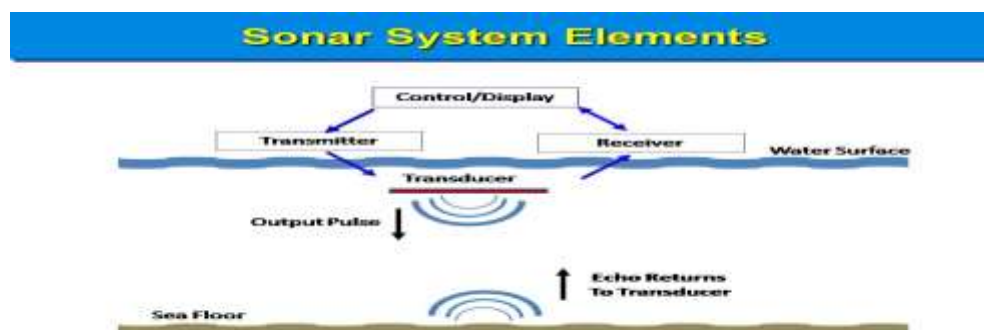 Sonar System Elements
Control/Display
Transmitter
Receiver
Water Surface
Transducer
Output Pulse
Echo Returns
To Transducer
Sea Floor